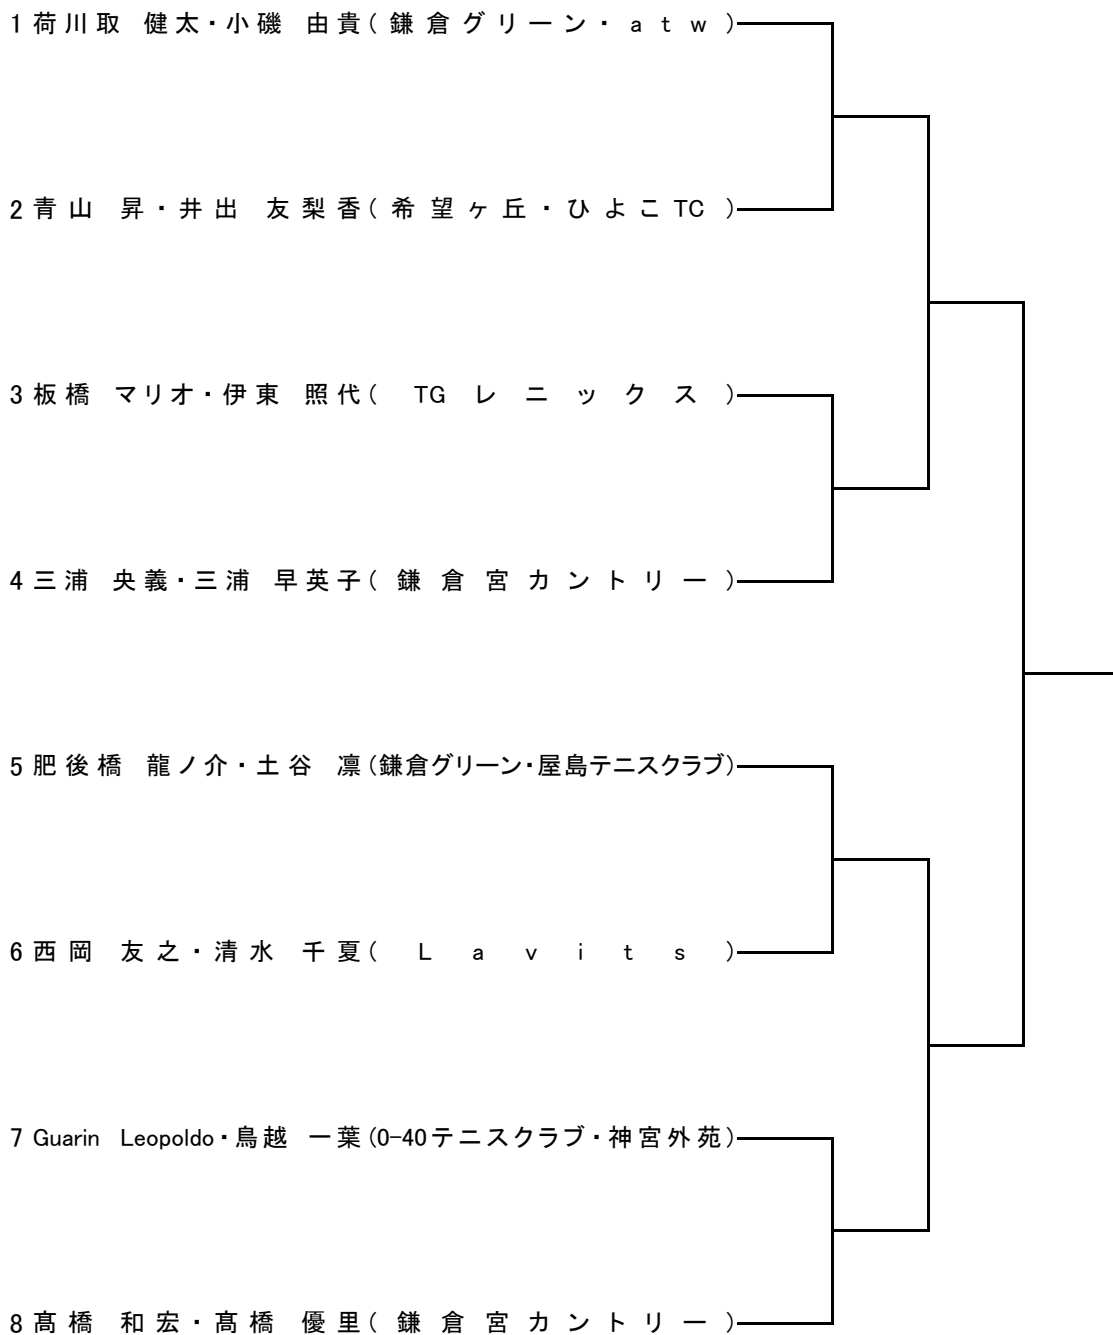 1 荷川取 健太・小磯 由貴(鎌倉グリーン・atw)
2 青山 昇・井出 友梨香(希望ヶ丘・ひよこTC)
3 板橋 マリオ・伊東 照代(TGレニックス)
4 三浦 央義・三浦 早英子(鎌倉宮カントリー)
5 肥後橋 龍ノ介・土谷 凛(鎌倉グリーン・屋島テニスクラブ)
6 西岡 友之・清水 千夏(Lavits)
7 Guarin Leopoldo・鳥越 一葉(0-40テニスクラブ・神宮外苑)
8 髙橋 和宏・髙橋 優里(鎌倉宮カントリー)